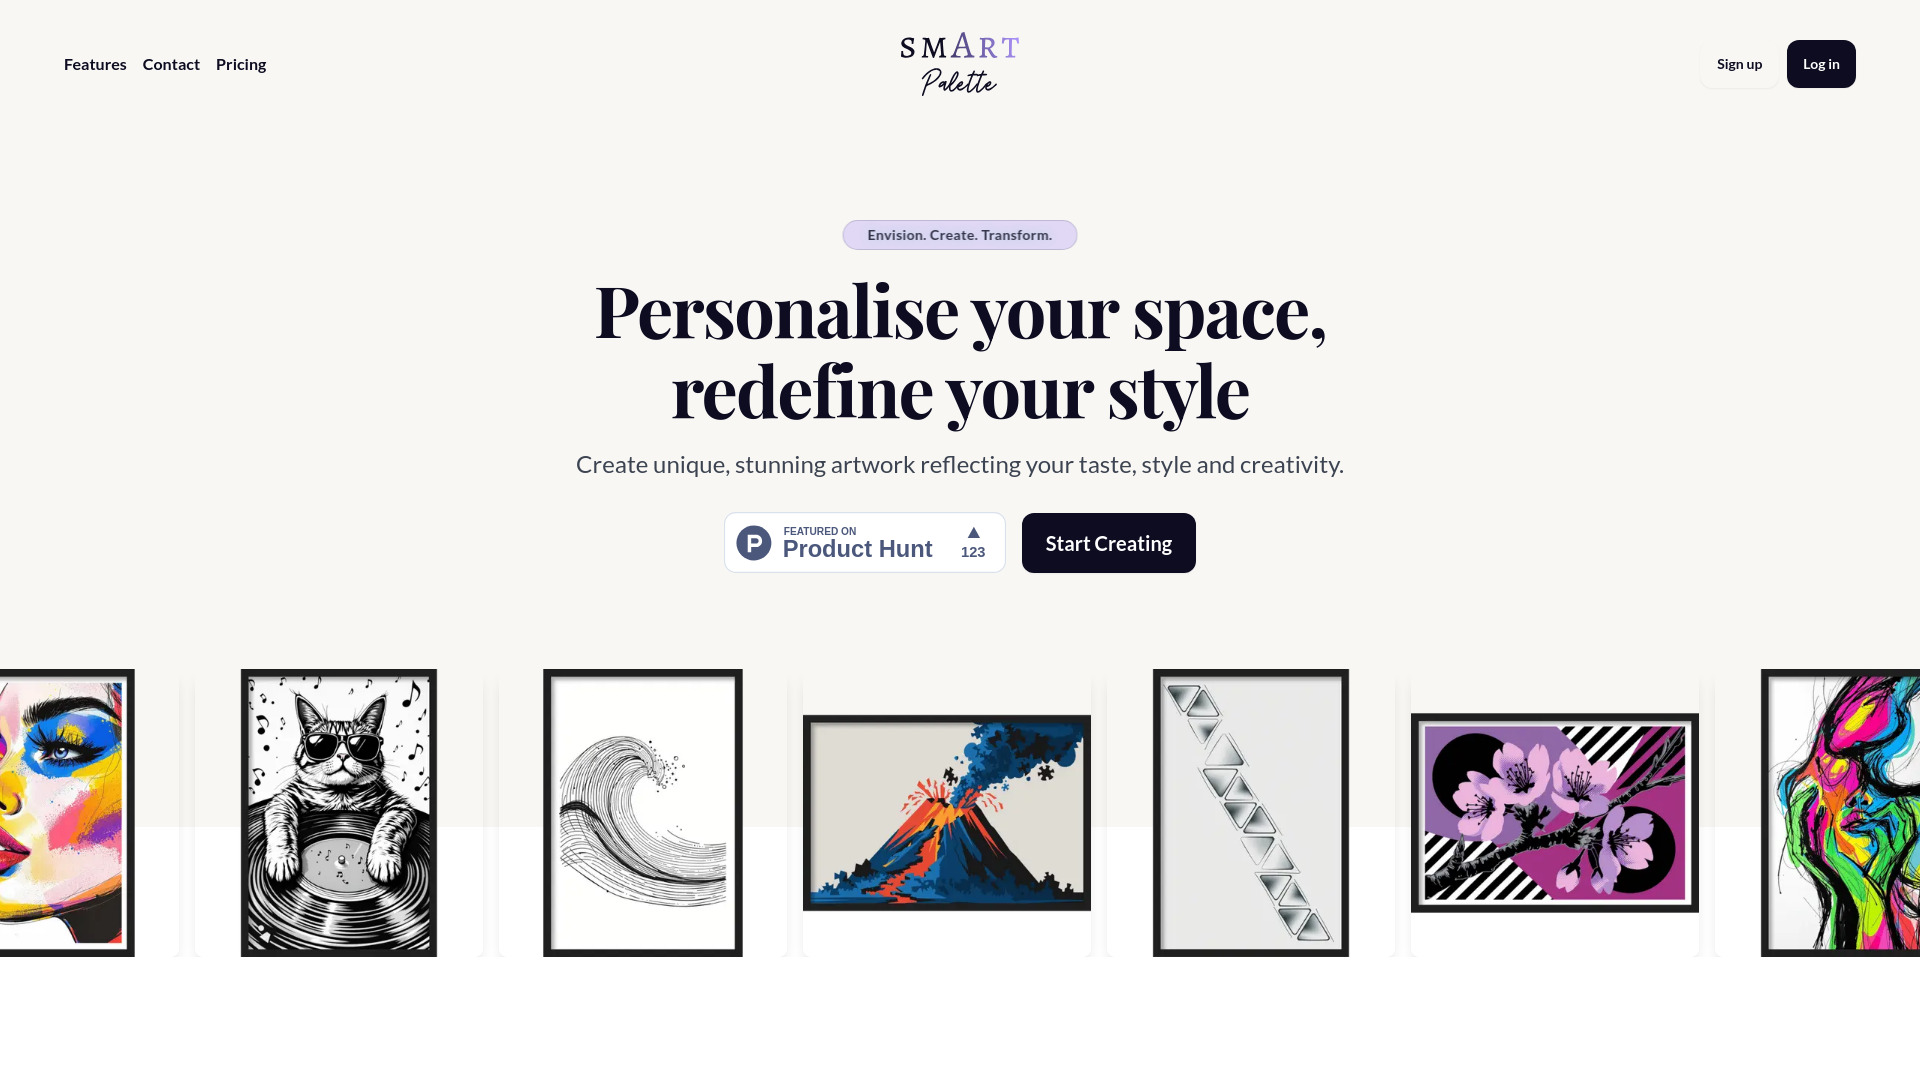 Features
Contact
Pricing
SMART
Palette
Sign up
Log in
Envision. Create. Transform.
Personalise your space,
redefine your style
Create unique, stunning artwork reflecting your taste, style and creativity.
FEATURED ON
Product Hunt
123
Start Creating